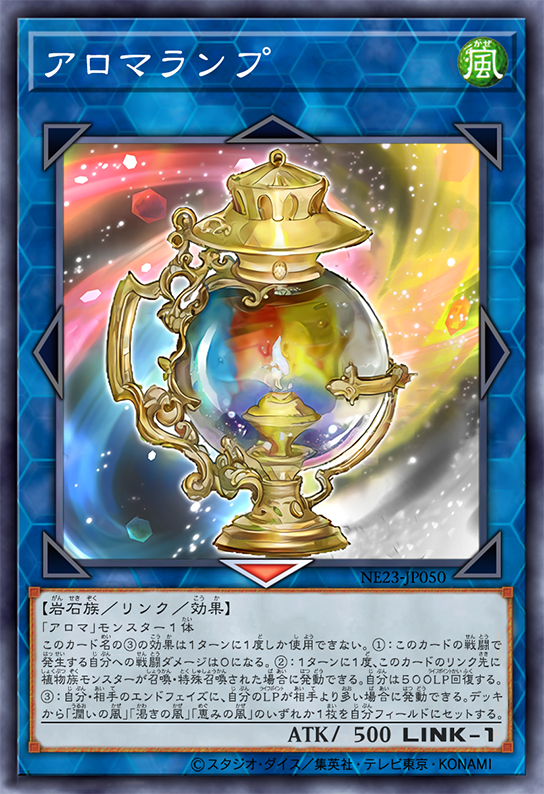 アロマランプ
風
NE23-JP050
【岩石族／リンク／効果】
「アロマ」モンスター１体
このカード名の③の効果は１ターンに１度しか使用できない。①：このカードの戦闘で
発生する自分への戦闘ダメージは０になる。②：１ターンに１度、このカードのリンク先に
植物族モンスターが召喚・特殊召喚された場合に発動できる。自分は５００LP回復する。
③：自分・相手のエンドフェイズに、自分のLPが相手より多い場合に発動できる。デッキ
から「潤いの風」「渇きの風」「恵みの風」のいずれか１枚を自分フィールドにセットする。
ATK/ 500 LINK-1
©スタジオ・ダイス/集英社・テレビ東京・KONAMI